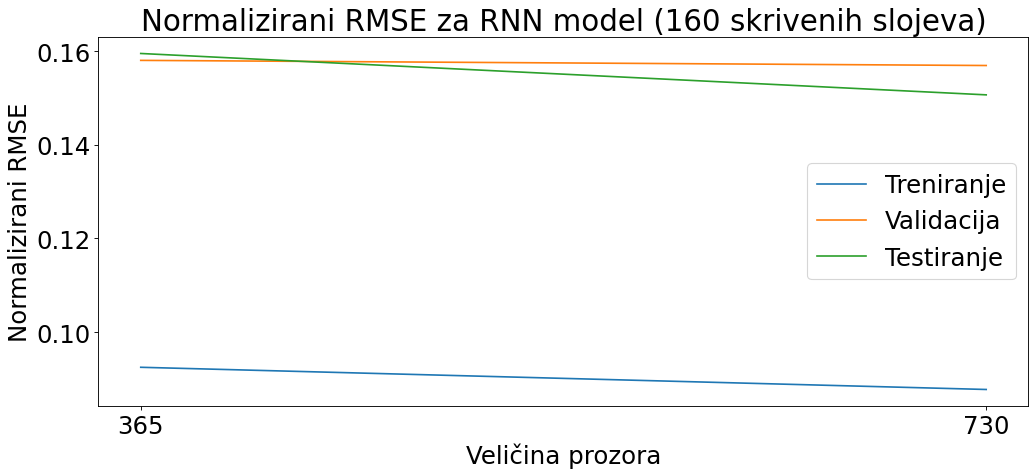 Normalizirani RMSE za RNN model (160 skrivenih slojeva)
Normalizirani RMSE
0.16
0.14
0.12
0.10
Treniranje
Validacija
Testiranje
365
730
Veličina prozora